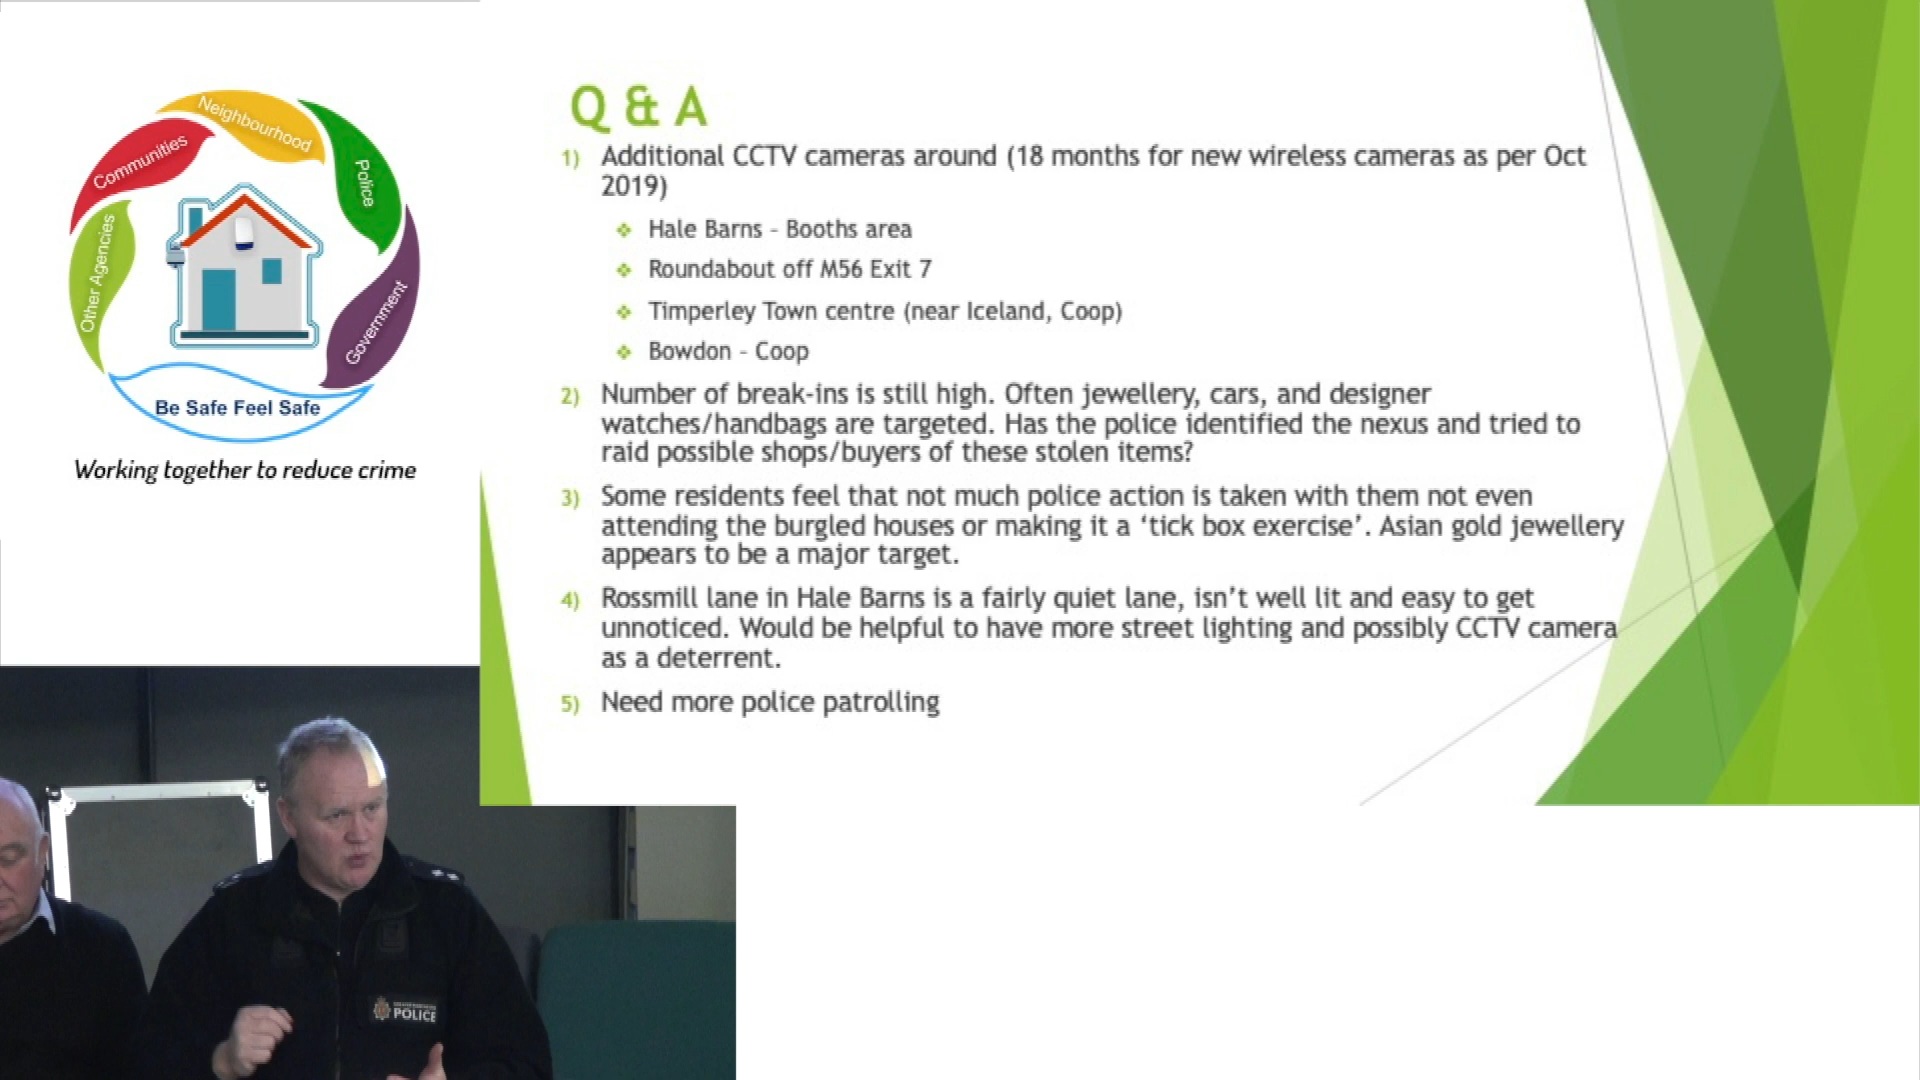 Neighbourhood
Communities
Police
Other Agencies
Government
Be Safe Feel Safe
Working together to reduce crime
Q & A
1) Additional CCTV cameras around (18 months for new wireless cameras as per Oct
2019)
❖ Hale Barns - Booths area
❖ Roundabout off M56 Exit 7
❖ Timperley Town centre (near Iceland, Coop)
❖ Bowdon - Coop
2) Number of break-ins is still high. Often jewellery, cars, and designer
watches/handbags are targeted. Has the police identified the nexus and tried to
raid possible shops/buyers of these stolen items?
3) Some residents feel that not much police action is taken with them not even
attending the burgled houses or making it a ‘tick box exercise’. Asian gold jewellery
appears to be a major target.
4) Rossmill lane in Hale Barns is a fairly quiet lane, isn’t well lit and easy to get
unnoticed. Would be helpful to have more street lighting and possibly CCTV camera
as a deterrent.
5) Need more police patrolling
POLICE